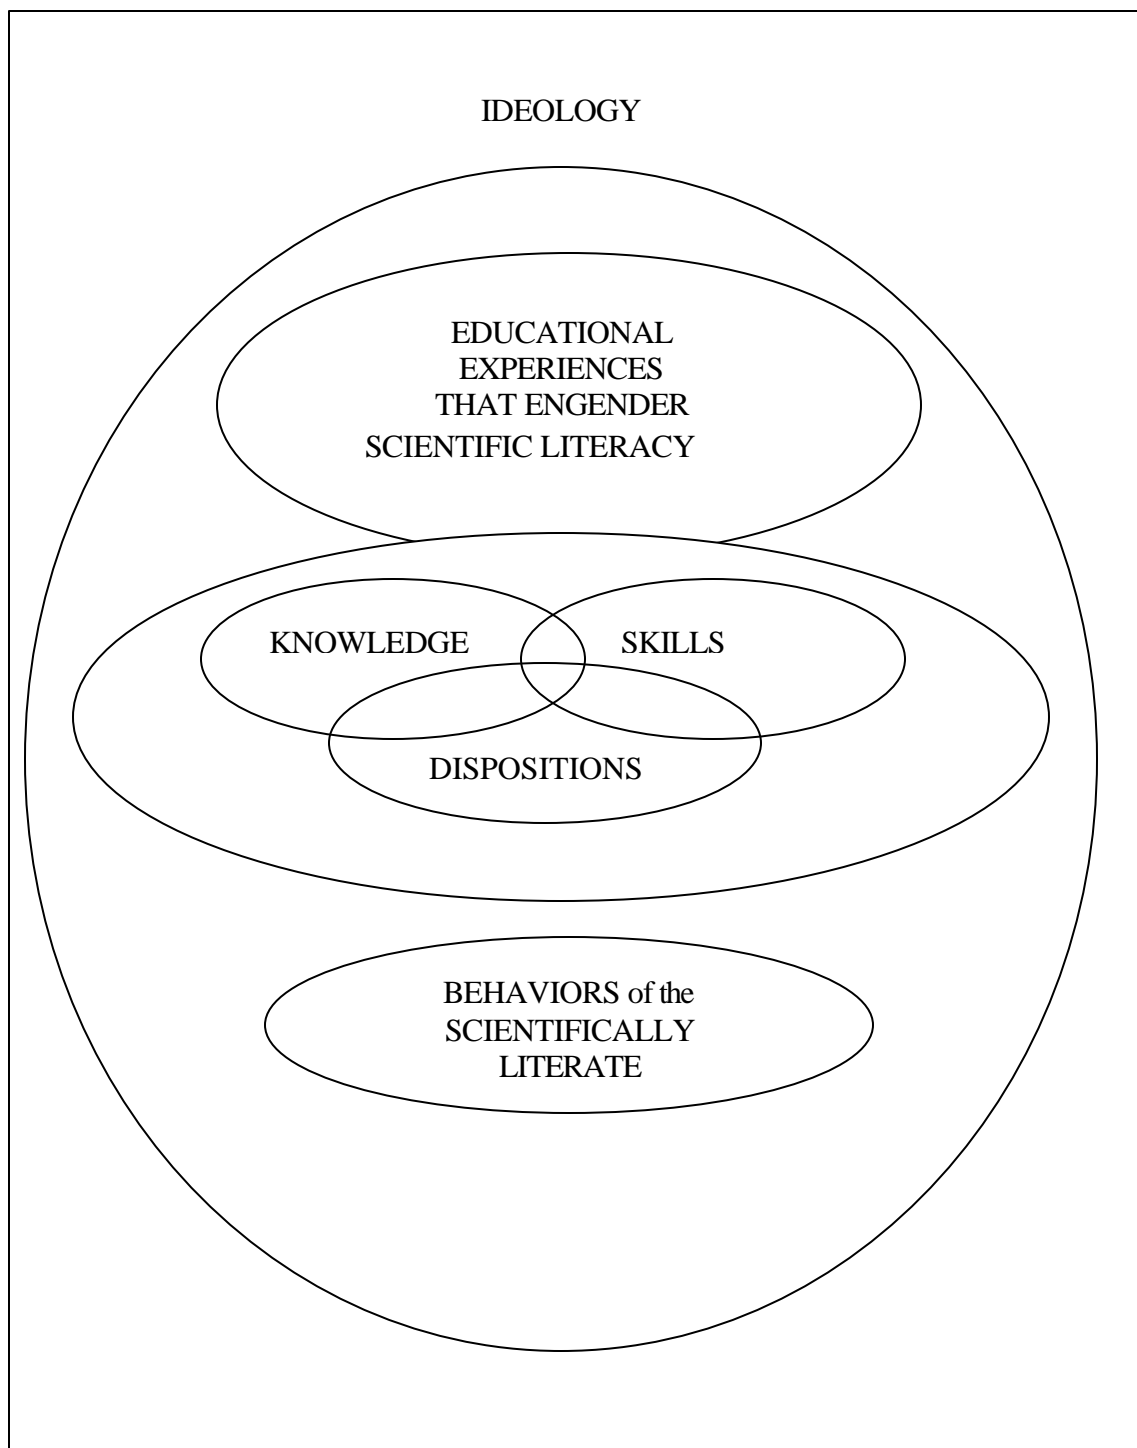 IDEOLOGY
EDUCATIONAL
EXPERIENCES
THAT ENGENDER
SCIENTIFIC LITERACY
KNOWLEDGE
SKILLS
DISPOSITIONS
BEHAVIORS of the
SCIENTIFICALLY
LITERATE